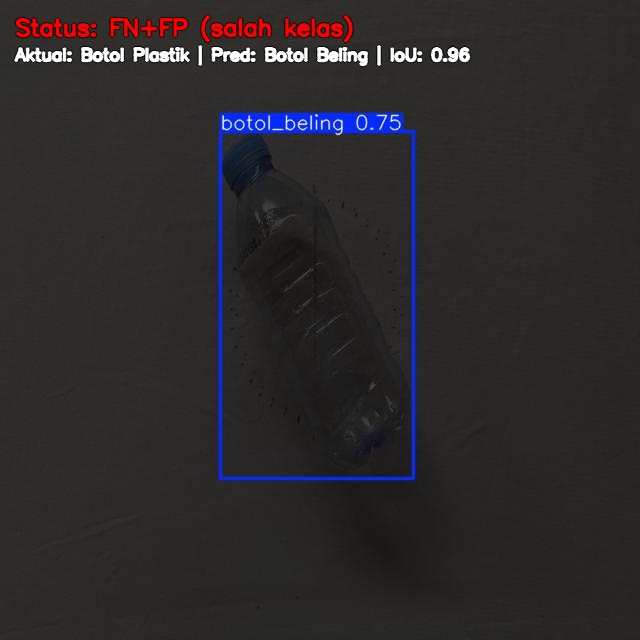 Status: FN+FP (salah kelas)
Aktual: Botol Plastik | Pred: Botol Beling | IoU: 0.96
botol_beling 0.75